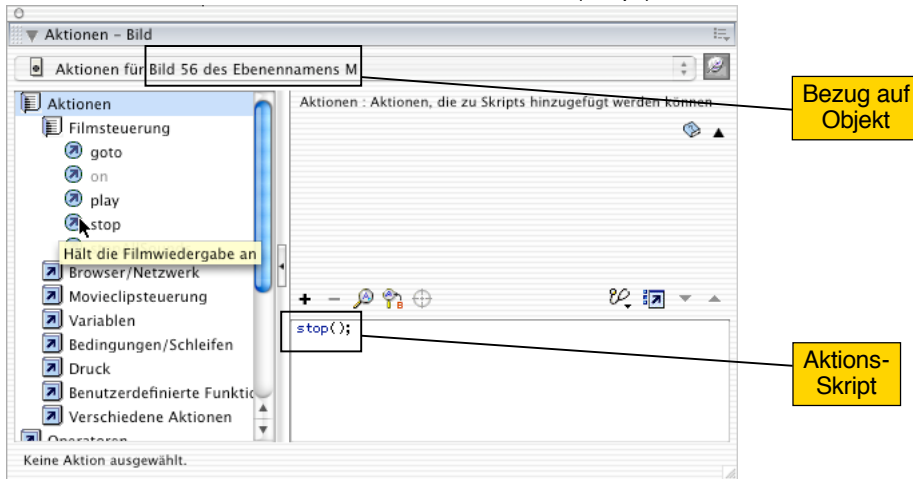 Aktionen – Bild
Aktionen für Bild 56 des Ebenennamens M
Bezug auf
Objekt
Aktionen
Aktionen : Aktionen, die zu Skripts hinzugefügt werden können
Filmsteuerung
goto
on
play
stop
Hält die Filmwiedergabe an
Browser/Netzwerk
Movieclipsteuerung
Variablen
Bedingungen/Schleifen
Druck
Benutzerdefinierte Funktio
Verschiedene Aktionen
Operatoren
stop();
Aktions-
Skript
Keine Aktion ausgewählt.